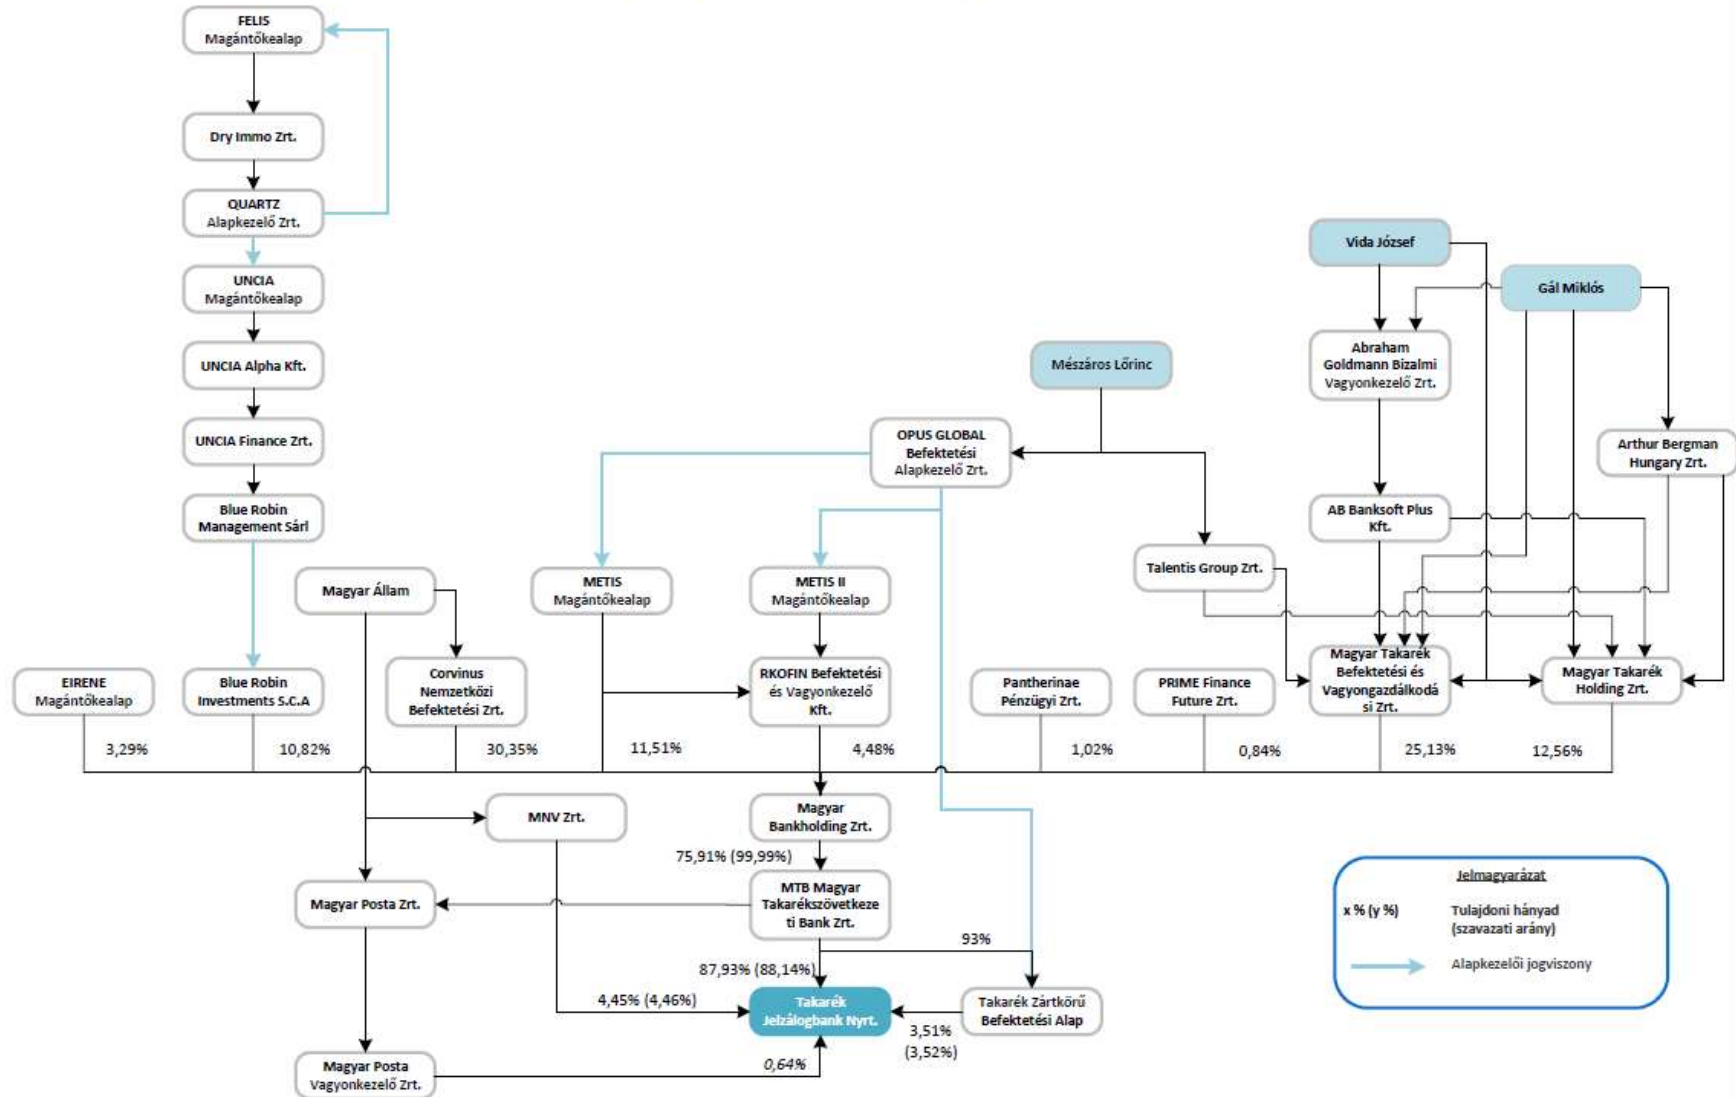 FELIS
Magántőkealap
Dry Immo Zrt.
QUARTZ
Alapkezelő Zrt.
UNCIA
Magántőkealap
UNCIA Alpha Kft.
UNCIA Finance Zrt.
Blue Robin
Management Sárl
Vida József
Gál Miklós
Abraham
Goldmann Bizalmi
Vagyonkezelő Zrt.
Mészáros Lőrinc
OPUS GLOBAL
Befektetési
Alapkezelő Zrt.
Arthur Bergman
Hungary Zrt.
AB Banksoft Plus
Kft.
Talentis Group Zrt.
Magyar Állam
METIS
Magántőkealap
METIS II
Magántőkealap
EIRENE
Magántőkealap
Blue Robin
Investments S.C.A
Corvinus
Nemzetközi
Befektetési Zrt.
RKOFIN Befektetési
és Vagyonkezelő
Kft.
Pantherinae
Pénzügyi Zrt.
PRIME Finance
Future Zrt.
Magyar Takarék
Befektetési és
Vagyongazdálkodá
si Zrt.
Magyar Takarék
Holding Zrt.
3,29%
10,82%
30,35%
11,51%
4,48%
1,02%
0,84%
25,13%
12,56%
MNV Zrt.
Magyar
Bankholding Zrt.
75,91% (99,99%)
Magyar Posta Zrt.
MTB Magyar
Takarékszövetkeze
ti Bank Zrt.
93%
87,93% (88,14%)
4,45% (4,46%)
Takarék
Jelzálogbank Nyrt.
Takarék Zártkörű
Befektetési Alap
3,51%
(3,52%)
Magyar Posta
Vagyonkezelő Zrt.
0,64%
Jelmagyarázat
x % (y %)
Tulajdoni hányad
(szavazati arány)
Alapkezelői jogviszony